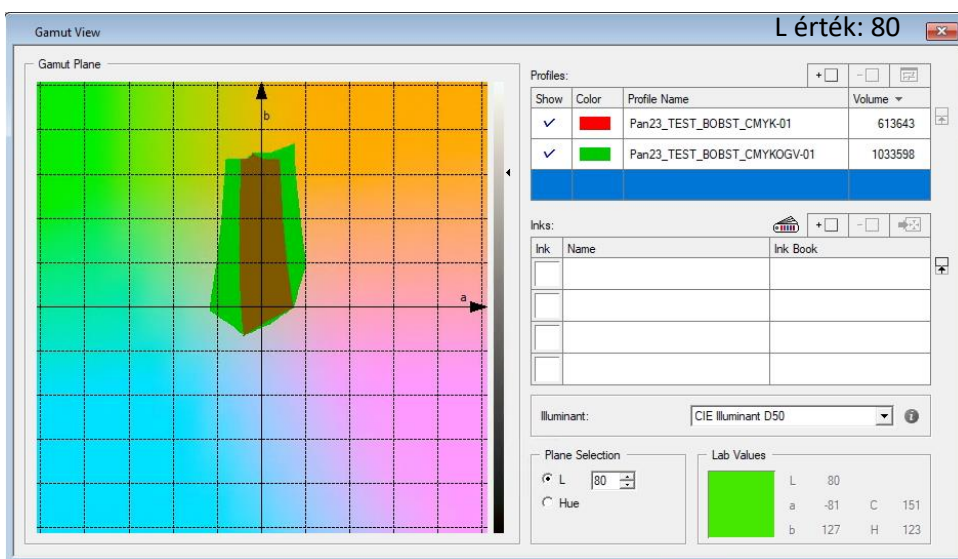 Gamut View
L érték: 80
Gamut Plane
b
a
Profiles:
Show Color Profile Name Volume
Pan23_TEST_BOBST_CMYK-01 613643
Pan23_TEST_BOBST_CMYKOGV-01 1033598
Inks:
Ink Name Ink Book
Illuminant: CIE Illuminant D50
Plane Selection
L 80
Hue
Lab Values
L 80
a -81 C 151
b 127 H 123